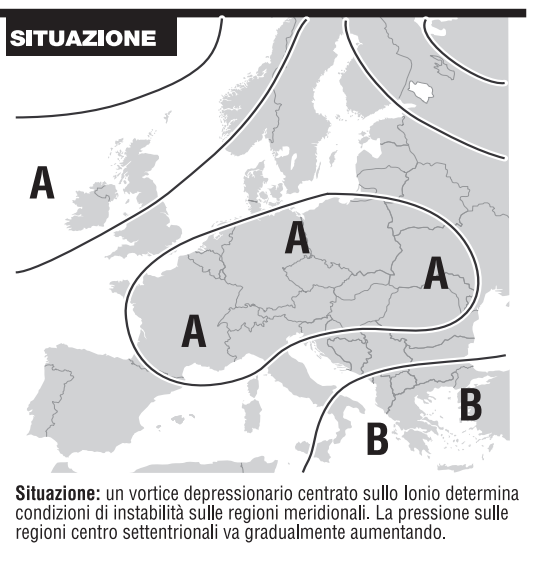 SITUAZIONE
A
A
A
A
B
B
Situazione: un vortice depressionario centrato sullo Ionio determina
condizioni di instabilità sulle regioni meridionali. La pressione sulle
regioni centro settentrionali va gradualmente aumentando.